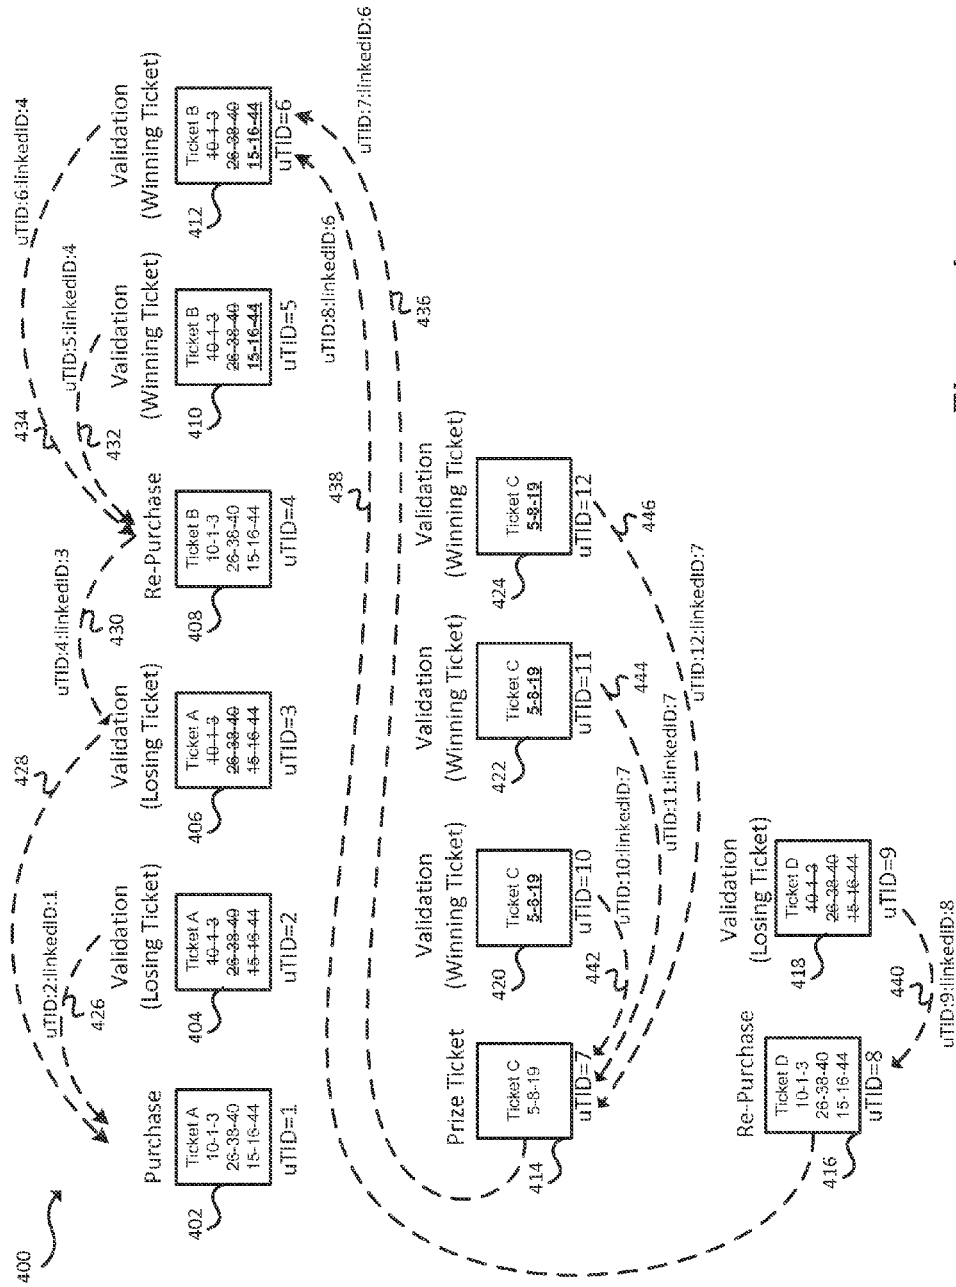 400
uTID:2:linkedID:1
426
428
uTID:4:linkedID:3
430
434
432
uTID:5:linkedID:4
uTID:6:linkedID:4
Purchase
Ticket A
10-1-3
26-38-40
15-16-44
402
uTID=1
Validation
(Losing Ticket)
Ticket A
10-1-3
26-38-40
15-16-44
404
uTID=2
Validation
(Losing Ticket)
Ticket A
10-1-3
26-38-40
15-16-44
406
uTID=3
Re-Purchase
Ticket B
10-1-3
26-38-40
15-16-44
408
uTID=4
Validation
(Winning Ticket)
Ticket B
10-1-3
26-38-40
15-16-44
410
uTID=5
Validation
(Winning Ticket)
Ticket B
10-1-3
26-38-40
15-16-44
412
uTID=6
438
uTID:8:linkedID:6
436
uTID:7:linkedID:6
Prize Ticket
Ticket C
5-8-19
414
uTID=7
Validation
(Winning Ticket)
Ticket C
5-8-19
420
uTID=10
Validation
(Winning Ticket)
Ticket C
5-8-19
422
uTID=11
Validation
(Winning Ticket)
Ticket C
5-8-19
424
uTID=12
442
uTID:10:linkedID:7
444
uTID:11:linkedID:7
446
uTID:12:linkedID:7
Re-Purchase
Ticket D
10-1-3
26-38-40
15-16-44
416
uTID=8
Validation
(Losing Ticket)
Ticket D
10-1-3
26-38-40
15-16-44
418
uTID=9
440
uTID:9:linkedID:8